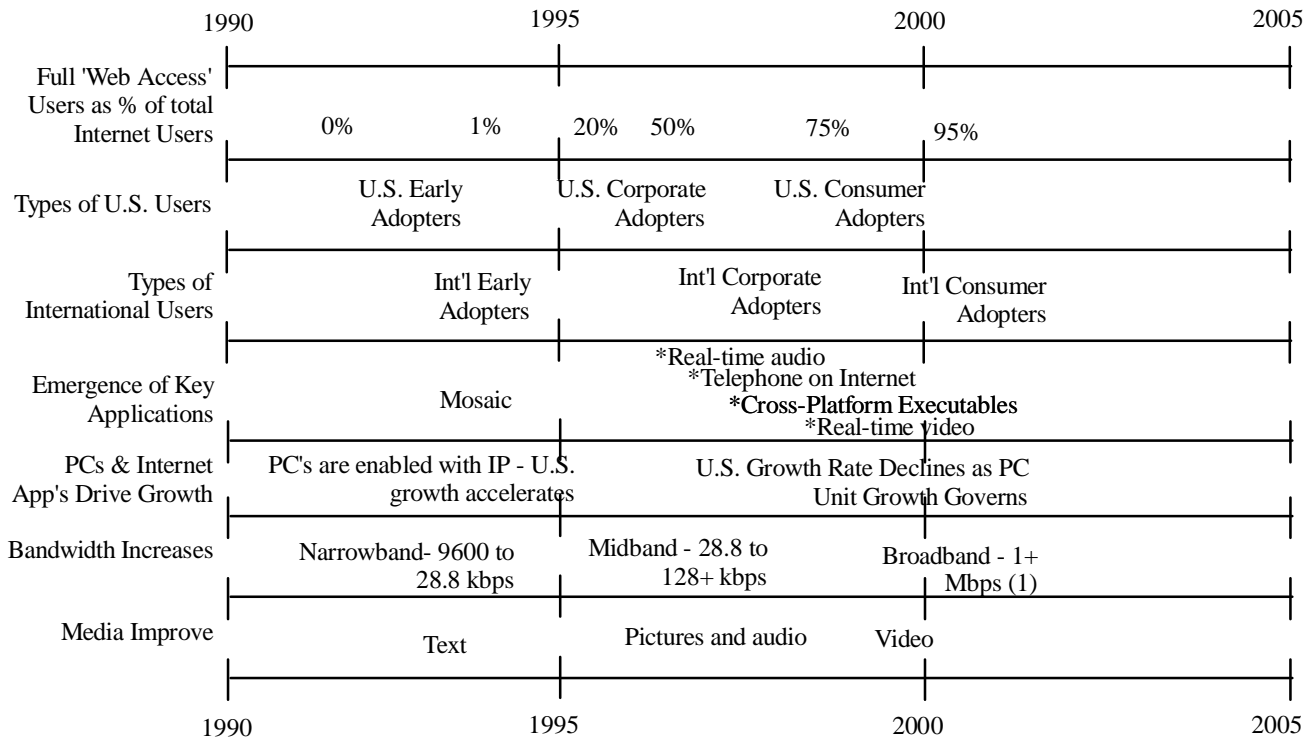 1990 1995 2000 2005
Full 'Web Access'
Users as % of total
Internet Users
0% 1% 20% 50% 75% 95%
Types of U.S. Users
U.S. Early
Adopters
U.S. Corporate
Adopters
U.S. Consumer
Adopters
Types of
International Users
Int'l Early
Adopters
Int'l Corporate
Adopters
Int'l Consumer
Adopters
Emergence of Key
Applications
Mosaic
*Real-time audio
*Telephone on Internet
*Cross-Platform Executables
*Real-time video
PCs & Internet
App's Drive Growth
PC's are enabled with IP - U.S.
growth accelerates
U.S. Growth Rate Declines as PC
Unit Growth Governs
Bandwidth Increases
Narrowband- 9600 to
28.8 kbps
Midband - 28.8 to
128+ kbps
Broadband - 1+
Mbps (1)
Media Improve
Text
Pictures and audio
Video
1990 1995 2000 2005